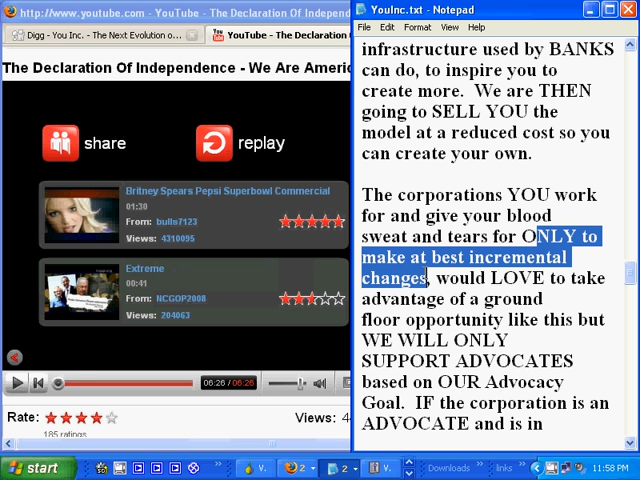 http://www.youtube.com - YouTube - The Declaration Of Independ
Digg - You Inc. - The Next Evolution o...
YouTube - The Declarat
The Declaration Of Independence - We Are Americ
share
replay
Britney Spears Pepsi Superbowl Commercial
01:30
From: bulls7123
Views: 4310095
Extreme
00:41
From: NCGOP2008
Views: 204063
06:26 / 06:26
Rate:
Views: 4
185 ratings
YouInc.txt - Notepad
File Edit Format View Help
infrastructure used by BANKS
can do, to inspire you to
create more. We are THEN
going to SELL YOU the
model at a reduced cost so you
can create your own.
The corporations YOU work
for and give your blood
sweat and tears for ONLY to
make at best incremental
changes, would LOVE to take
advantage of a ground
floor opportunity like this but
WE WILL ONLY
SUPPORT ADVOCATES
based on OUR Advocacy
Goal. IF the corporation is an
ADVOCATE and is in
start
V.
2
2
V.
Downloads
links
11:58 PM